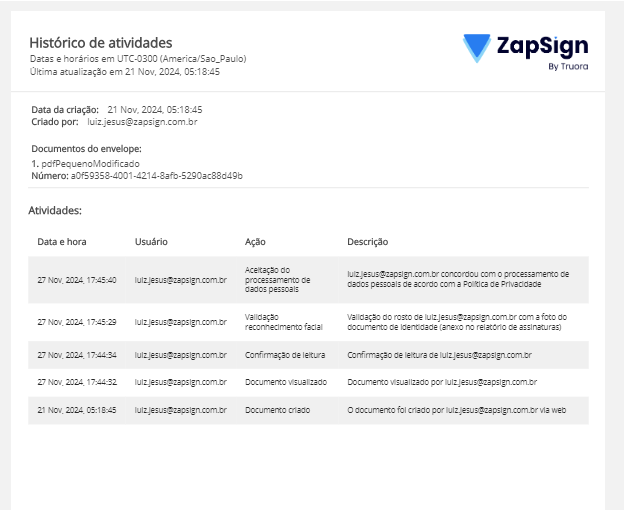 Histórico de atividades
Datas e horários em UTC-0300 (America/Sao_Paulo)
Última atualização em 21 Nov, 2024, 05:18:45
ZapSign
By Truora
Data da criação: 21 Nov, 2024, 05:18:45
Criado por: luiz.jesus@zapsign.com.br
Documentos do envelope:
1. pdfPequenoModificado
Número: a0f59358-4001-4214-8afb-5290ac88d49b
Atividades:
Data e hora Usuário Ação Descrição
27 Nov, 2024, 17:45:40 luiz.jesus@zapsign.com.br Aceitação do processamento de dados pessoais luiz.jesus@zapsign.com.br concordou com o processamento de dados pessoais de acordo com a Política de Privacidade
27 Nov, 2024, 17:45:29 luiz.jesus@zapsign.com.br Validação reconhecimento facial Validação do rosto de luiz.jesus@zapsign.com.br com a foto do documento de identidade (anexo no relatório de assinaturas)
27 Nov, 2024, 17:44:34 luiz.jesus@zapsign.com.br Confirmação de leitura Confirmação de leitura de luiz.jesus@zapsign.com.br
27 Nov, 2024, 17:44:32 luiz.jesus@zapsign.com.br Documento visualizado Documento visualizado por luiz.jesus@zapsign.com.br
21 Nov, 2024, 05:18:45 luiz.jesus@zapsign.com.br Documento criado O documento foi criado por luiz.jesus@zapsign.com.br via web